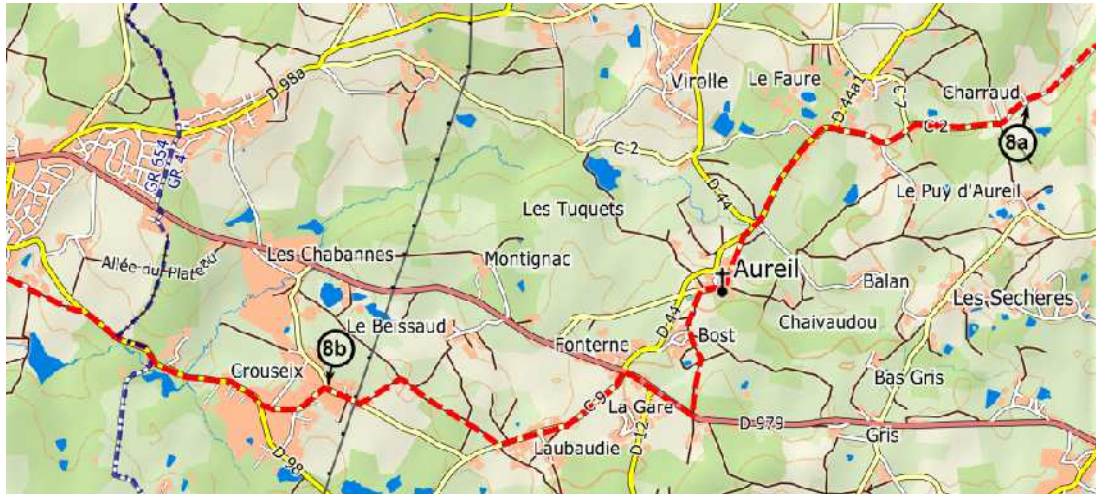 D 98a
Virolle
Le Faure
D 44a1
C 3
Charraud
C 2
8a
GR 654
GR 4
C 2
D 44
Le Puy d'Aureil
Les Tuquets
Allée du Plateau
Les Chabannes
Montignac
Aureil
Balan
Les Sècheres
Chaivaudou
Le Beissaud
8b
Fonterne
D 44
Bost
Crouseix
Bas Gris
C 9
La Gare
D 979
Gris
Laubaudie
D 12
D 98